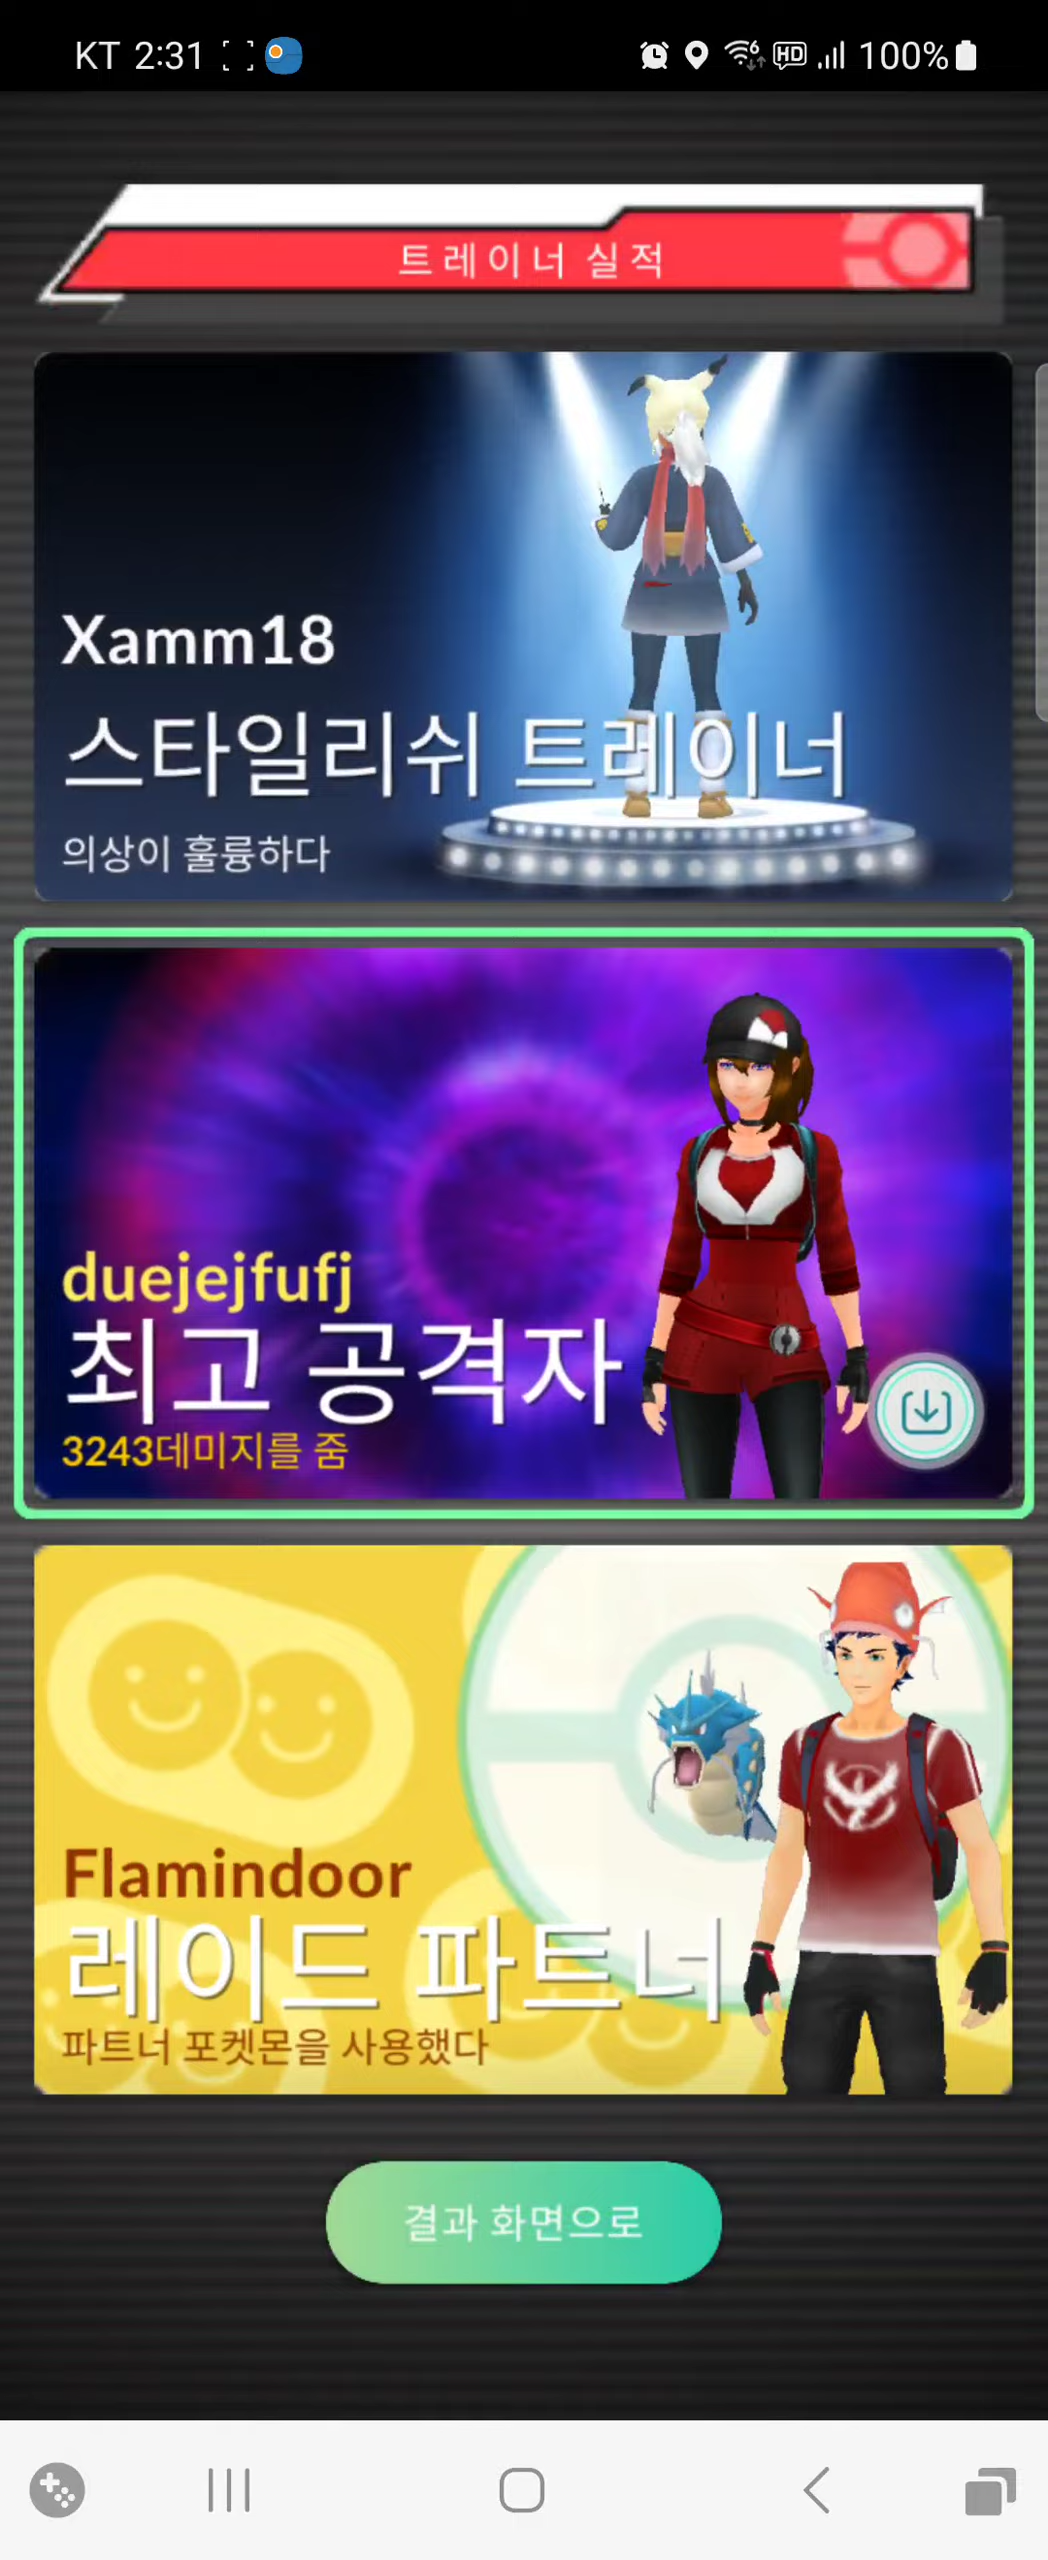 KT 2:31
HD 100%
트레이너 실적
Xamm18
스타일리쉬 트레이너
의상이 훌륭하다
duejejfufj
최고 공격자
3243데미지를 줌
Flamindoor
레이드 파트너
파트너 포켓몬을 사용했다
결과 화면으로